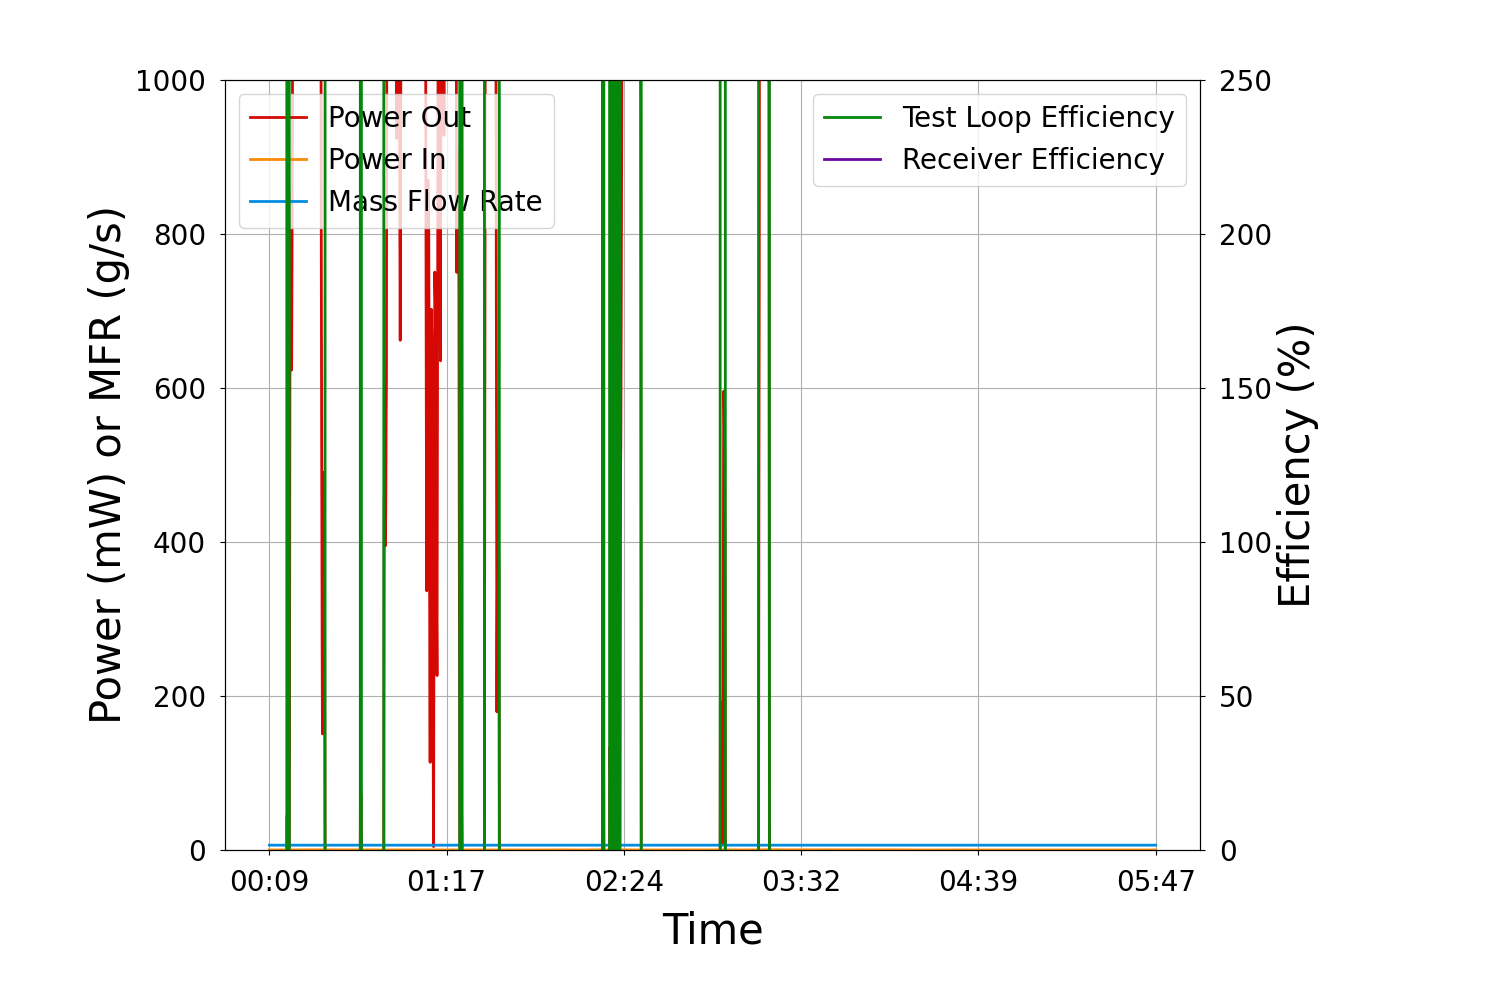 1000
800
600
400
200
0
Power (mW) or MFR (g/s)
Power Out
Power In
Mass Flow Rate
Test Loop Efficiency
Receiver Efficiency
250
200
150
100
50
0
Efficiency (%)
00:09 01:17 02:24 03:32 04:39 05:47
Time